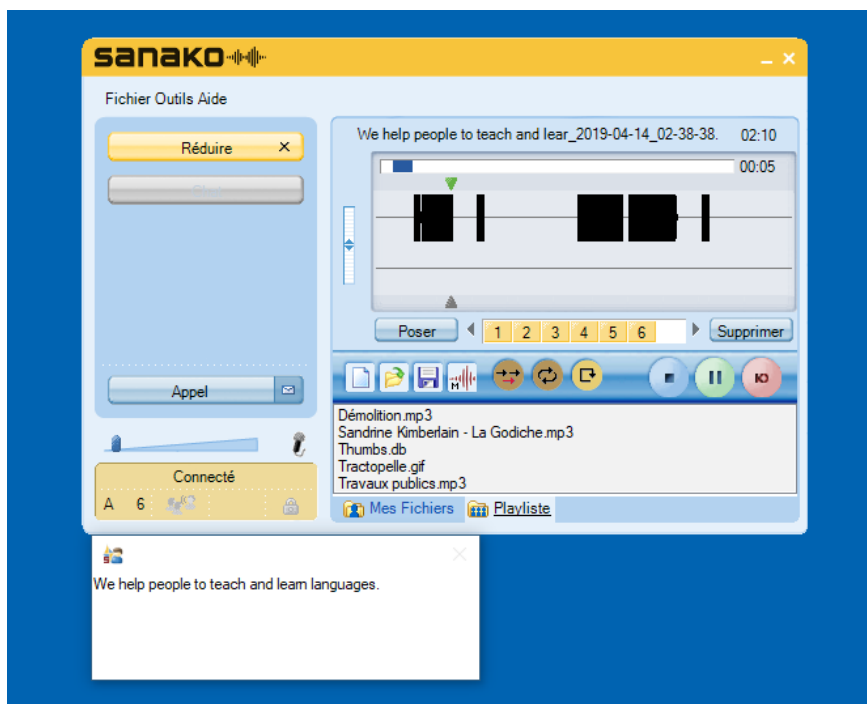 sanako
Fichier Outils Aide
Réduire
We help people to teach and lear_2019-04-14_02-38-38. 02:10
00:05
Poser 1 2 3 4 5 6 Supprimer
Appel
M
Démolition.mp3
Sandrine Kimberlain - La Godiche.mp3
Thumbs.db
Tractopelle.gif
Travaux publics.mp3
Connecté
A 6
Mes Fichiers Playliste
We help people to teach and learn languages.